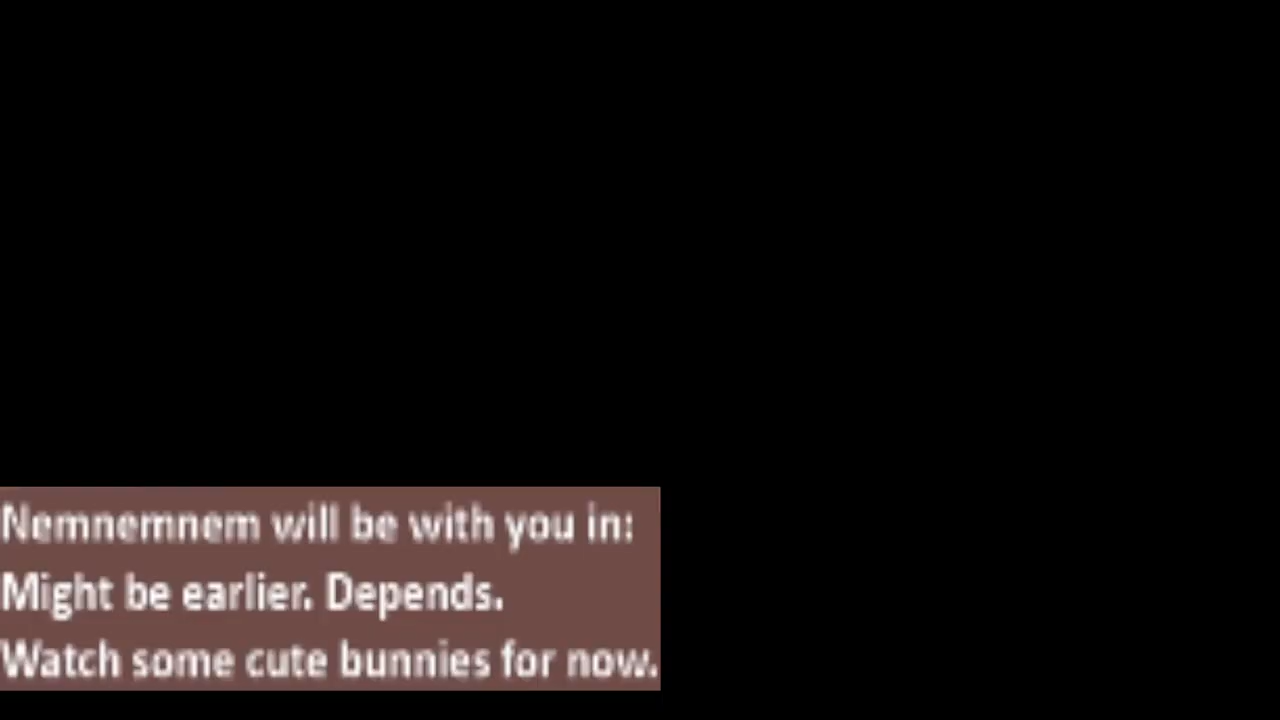 Nemnemnem will be with you in:
Might be earlier. Depends.
Watch some cute bunnies for now.